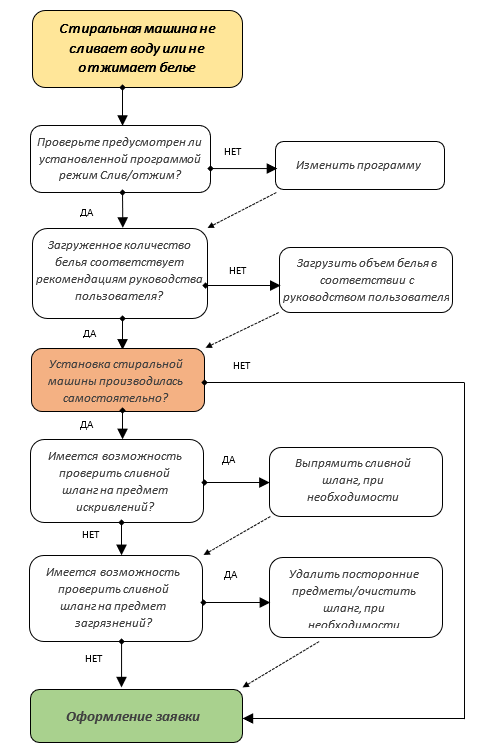 Стиральная машина не
сливает воду или не
отжимает белье
Проверьте предусмотрен ли
установленной программой
режим Слив/отжим?
НЕТ
Изменить программу
ДА
Загруженное количество
белья соответствует
рекомендациям руководства
пользователя?
НЕТ
Загрузить объем белья в
соответствии с
руководством пользователя
ДА
Установка стиральной
машины производилась
самостоятельно?
НЕТ
ДА
Имеется возможность
проверить сливной
шланг на предмет
искривлений?
ДА
Выпрямить сливной
шланг, при
необходимости
НЕТ
Имеется возможность
проверить сливной
шланг на предмет
загрязнений?
ДА
Удалить посторонние
предметы/очистить
шланг, при
необходимости
НЕТ
Оформление заявки